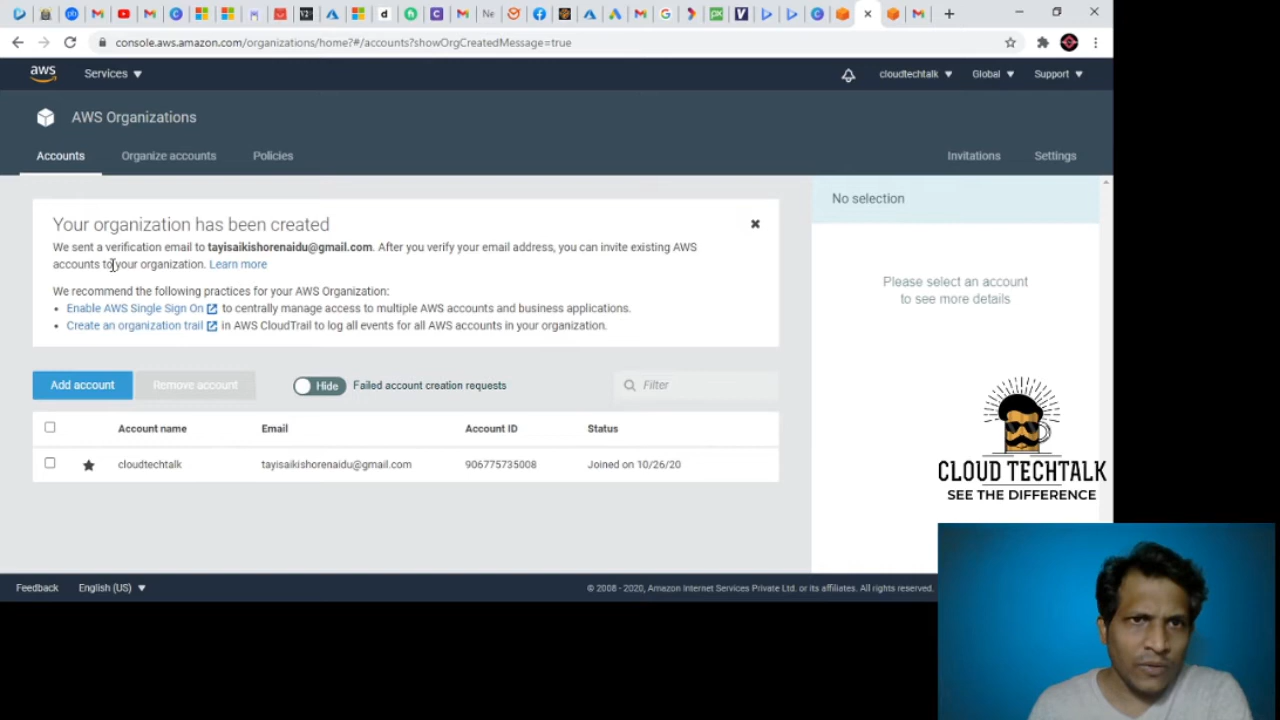 console.aws.amazon.com/organizations/home?#/accounts?showOrgCreatedMessage=true
aws Services cloudtechtalk Global Support
AWS Organizations
Accounts Organize accounts Policies Invitations Settings
Your organization has been created
We sent a verification email to tayisaikishorenaidu@gmail.com. After you verify your email address, you can invite existing AWS
accounts to your organization. Learn more
We recommend the following practices for your AWS Organization:
• Enable AWS Single Sign On to centrally manage access to multiple AWS accounts and business applications.
• Create an organization trail in AWS CloudTrail to log all events for all AWS accounts in your organization.
No selection
Please select an account
to see more details
Add account Remove account Hide Failed account creation requests Filter
Account name Email Account ID Status
cloudtechtalk tayisaikishorenaidu@gmail.com 906775735008 Joined on 10/26/20
CLOUD TECHTALK
SEE THE DIFFERENCE
Feedback English (US) © 2008 - 2020, Amazon Internet Services Private Ltd. or its affiliates. All rights reserved.